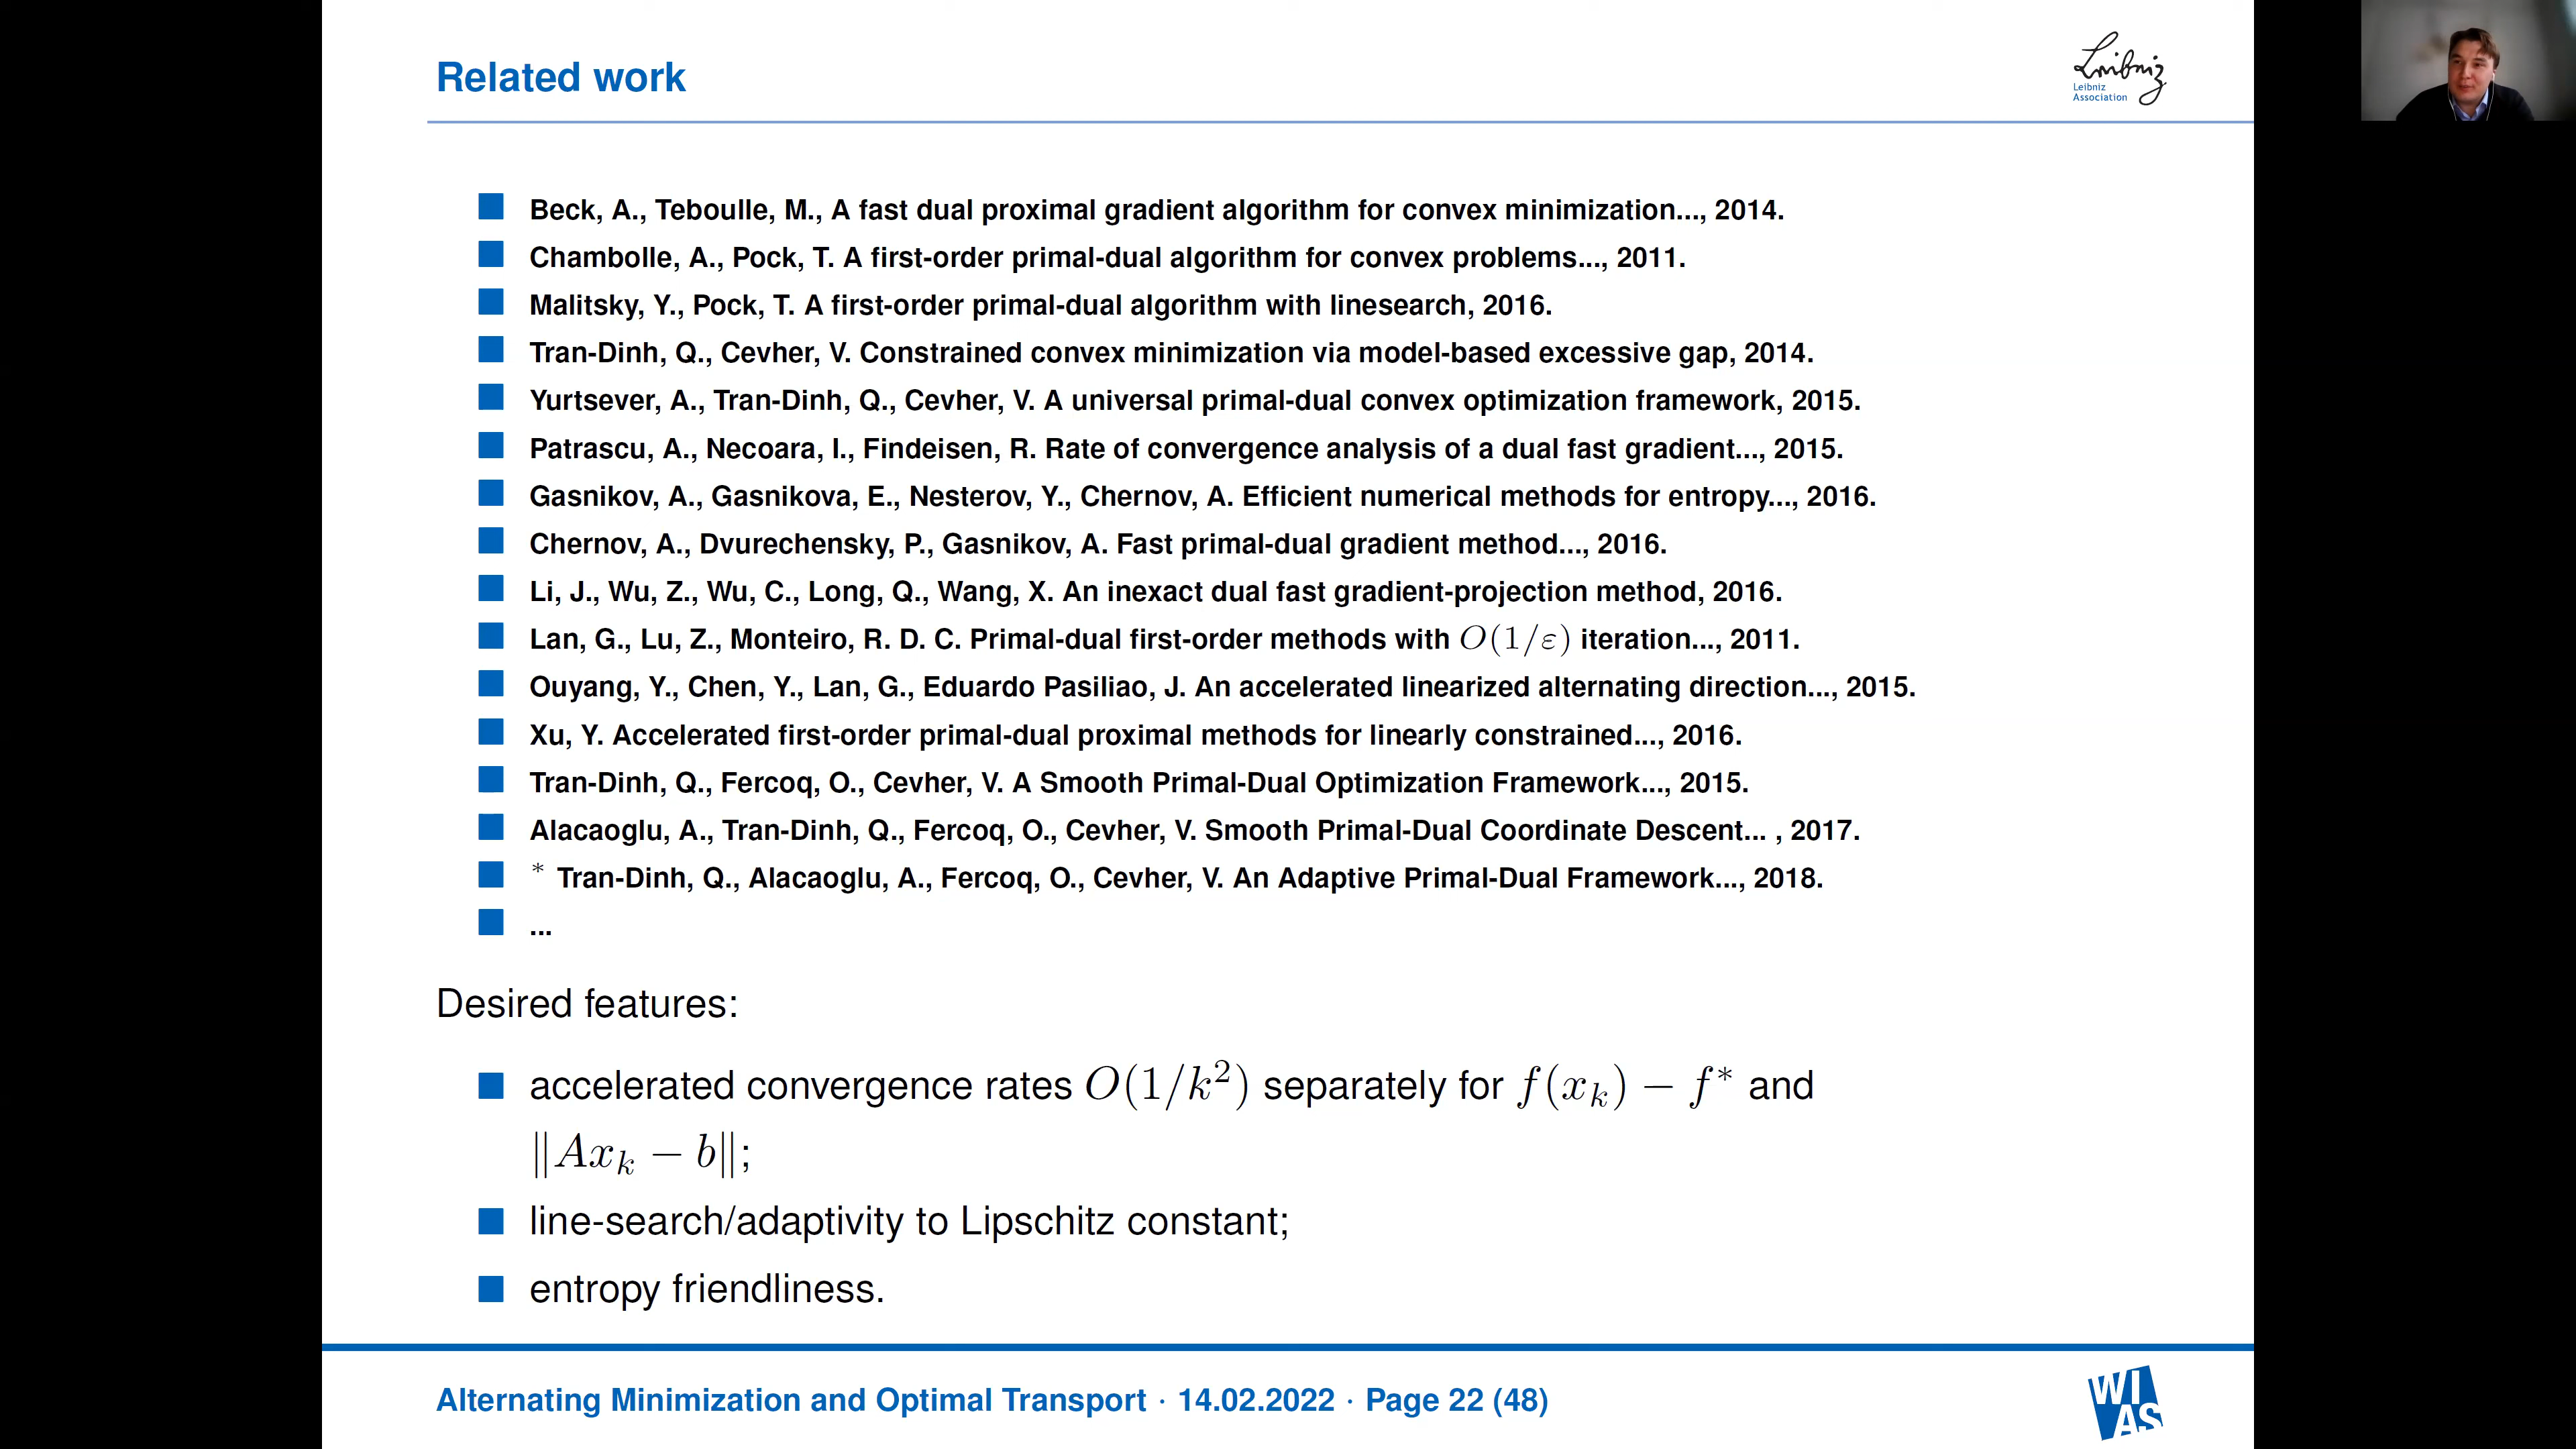 Related work
Leibniz
Leibniz
Association
Beck, A., Teboulle, M., A fast dual proximal gradient algorithm for convex minimization..., 2014.
Chambolle, A., Pock, T. A first-order primal-dual algorithm for convex problems..., 2011.
Malitsky, Y., Pock, T. A first-order primal-dual algorithm with linesearch, 2016.
Tran-Dinh, Q., Cevher, V. Constrained convex minimization via model-based excessive gap, 2014.
Yurtsever, A., Tran-Dinh, Q., Cevher, V. A universal primal-dual convex optimization framework, 2015.
Patrascu, A., Necoara, I., Findeisen, R. Rate of convergence analysis of a dual fast gradient..., 2015.
Gasnikov, A., Gasnikova, E., Nesterov, Y., Chernov, A. Efficient numerical methods for entropy..., 2016.
Chernov, A., Dvurechensky, P., Gasnikov, A. Fast primal-dual gradient method..., 2016.
Li, J., Wu, Z., Wu, C., Long, Q., Wang, X. An inexact dual fast gradient-projection method, 2016.
Lan, G., Lu, Z., Monteiro, R. D. C. Primal-dual first-order methods with O(1/ε) iteration..., 2011.
Ouyang, Y., Chen, Y., Lan, G., Eduardo Pasiliao, J. An accelerated linearized alternating direction..., 2015.
Xu, Y. Accelerated first-order primal-dual proximal methods for linearly constrained..., 2016.
Tran-Dinh, Q., Fercoq, O., Cevher, V. A Smooth Primal-Dual Optimization Framework..., 2015.
Alacaoglu, A., Tran-Dinh, Q., Fercoq, O., Cevher, V. Smooth Primal-Dual Coordinate Descent... , 2017.
* Tran-Dinh, Q., Alacaoglu, A., Fercoq, O., Cevher, V. An Adaptive Primal-Dual Framework..., 2018.
...
Desired features:
accelerated convergence rates O(1/k²) separately for f(xₖ) − f* and
‖Axₖ − b‖;
line-search/adaptivity to Lipschitz constant;
entropy friendliness.
Alternating Minimization and Optimal Transport · 14.02.2022 · Page 22 (48)
WI
AS